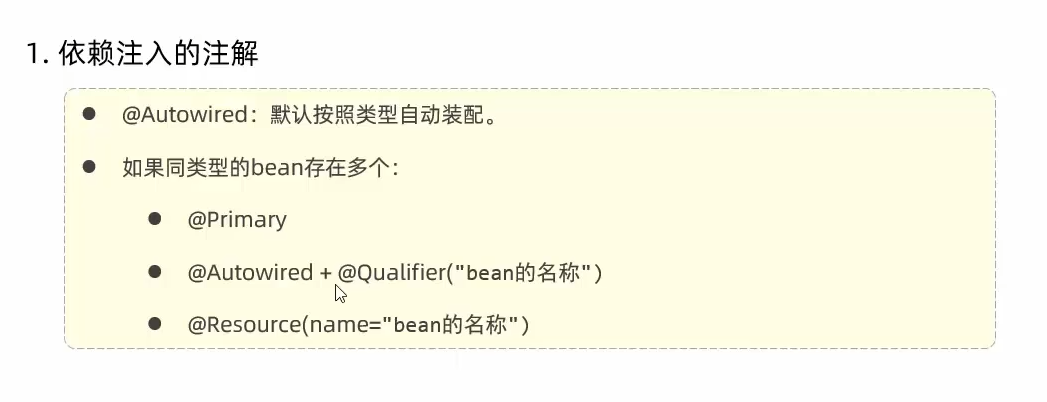 1. 依赖注入的注解
● @Autowired：默认按照类型自动装配。
● 如果同类型的bean存在多个：
● @Primary
● @Autowired + @Qualifier("bean的名称")
● @Resource(name="bean的名称")